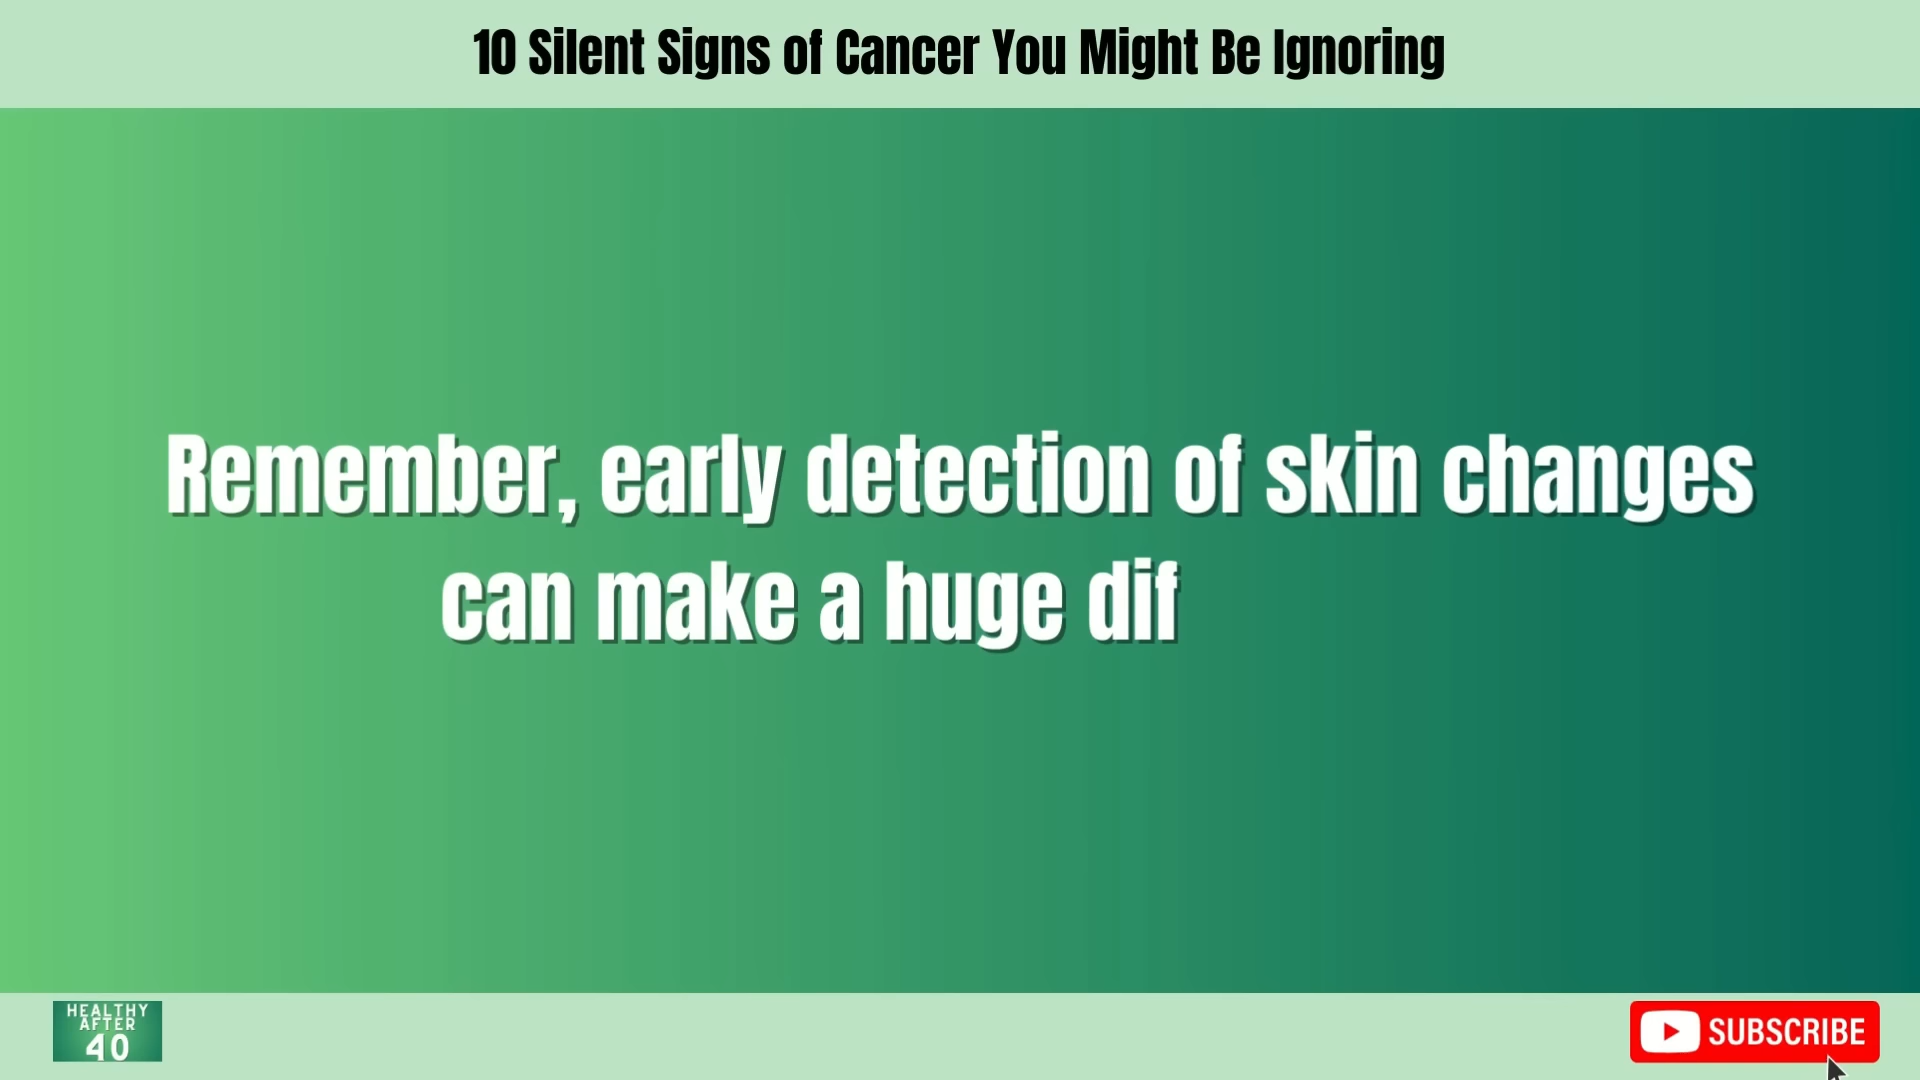 10 Silent Signs of Cancer You Might Be Ignoring
Remember, early detection of skin changes
can make a huge dif
HEALTHY
AFTER
40
SUBSCRIBE